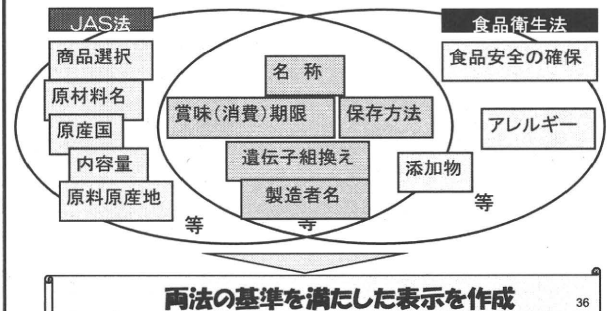 JAS法
食品衛生法
商品選択
原材料名
原産国
内容量
原料原産地
等
名 称
賞味(消費)期限
保存方法
遺伝子組換え
製造者名
等
食品安全の確保
アレルギー
添加物
等
両法の基準を満たした表示を作成
36